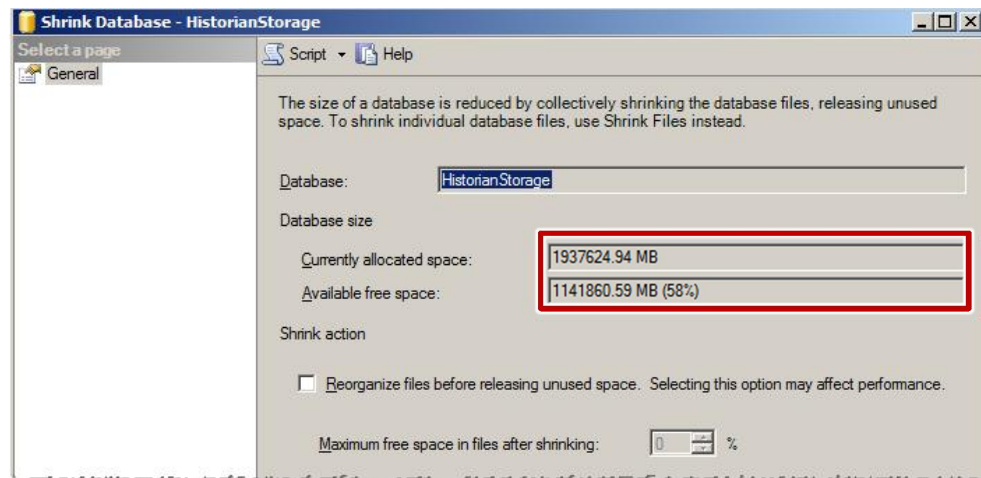 Shrink Database - HistorianStorage
Select a page
General
Script Help
The size of a database is reduced by collectively shrinking the database files, releasing unused
space. To shrink individual database files, use Shrink Files instead.
Database: HistorianStorage
Database size
Currently allocated space: 1937624.94 MB
Available free space: 1141860.59 MB (58%)
Shrink action
Reorganize files before releasing unused space. Selecting this option may affect performance.
Maximum free space in files after shrinking: 0 %